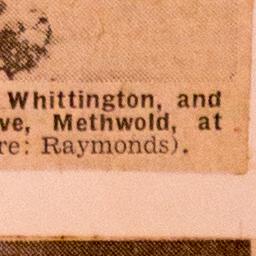 Whittington, and
ve, Methwold, at
re: Raymonds).